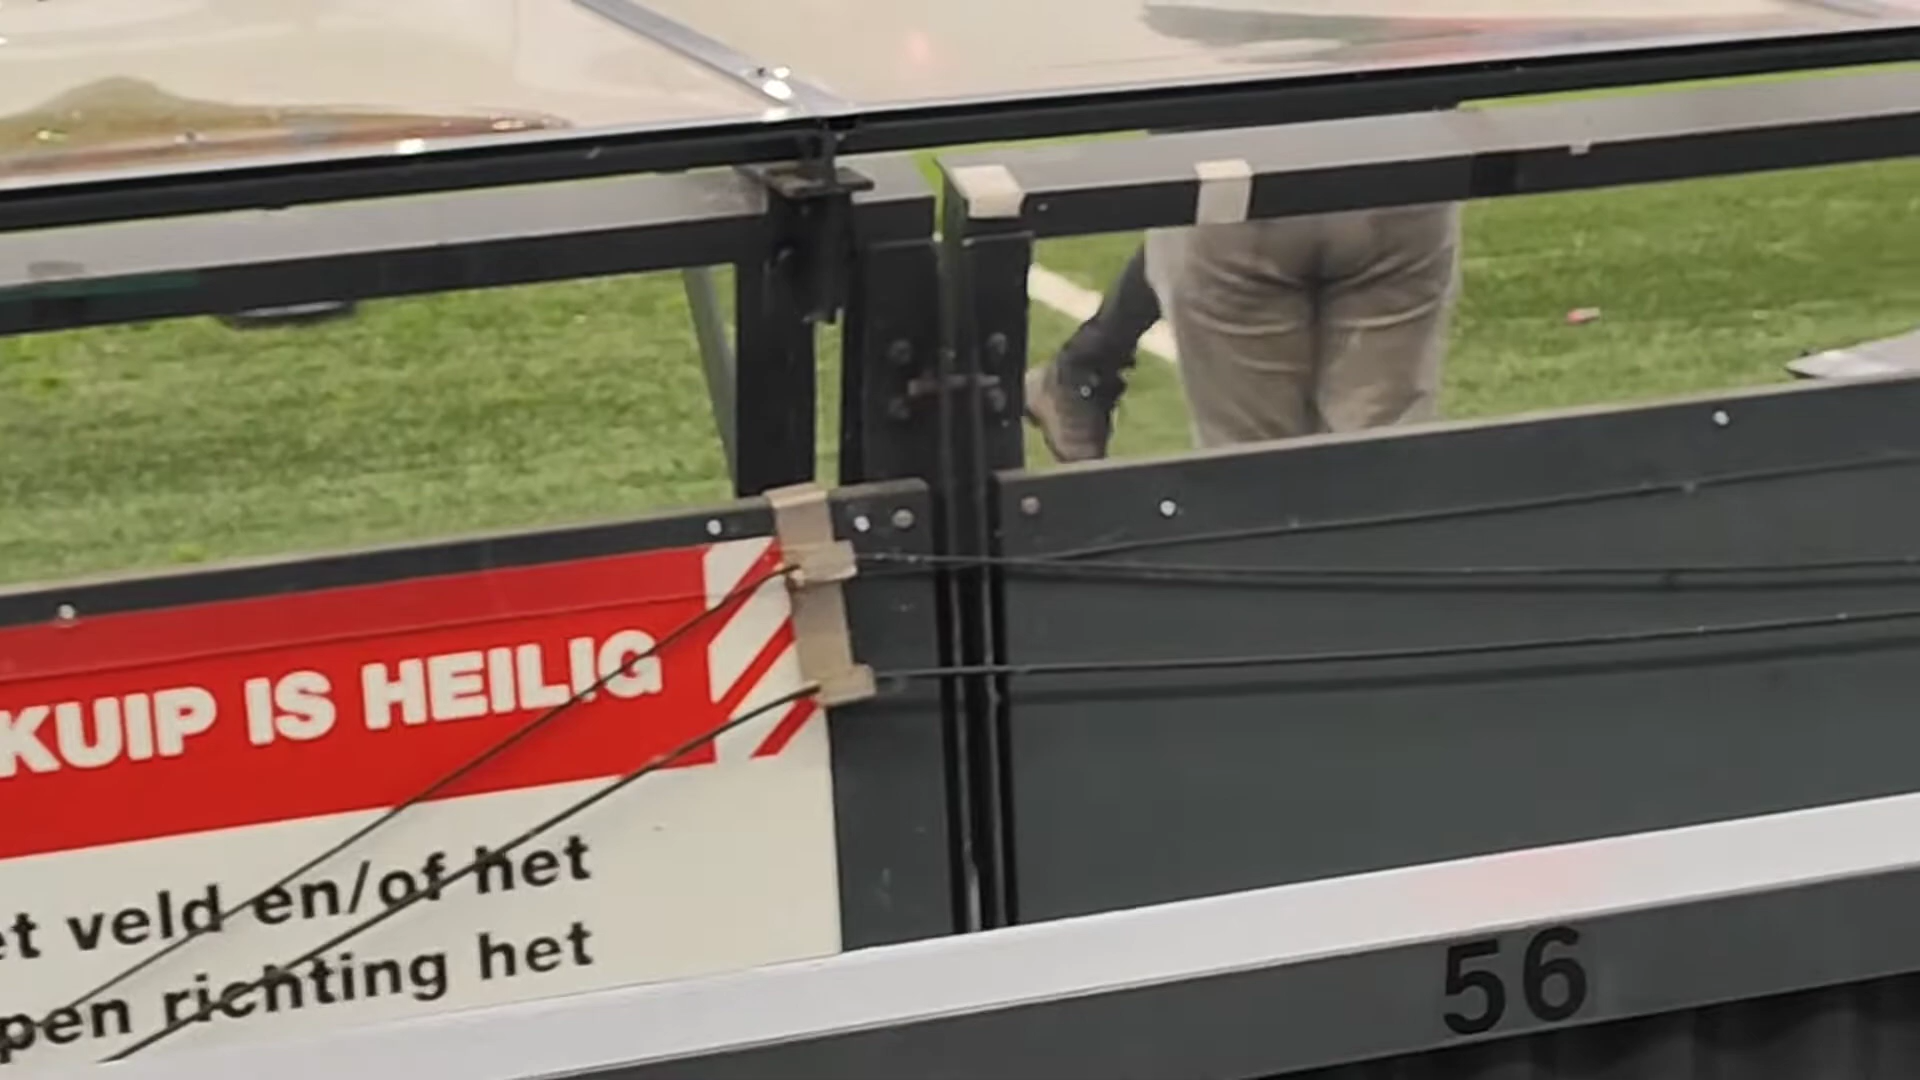 KUIP IS HEILIG
et veld en/of het
pen richting het
56